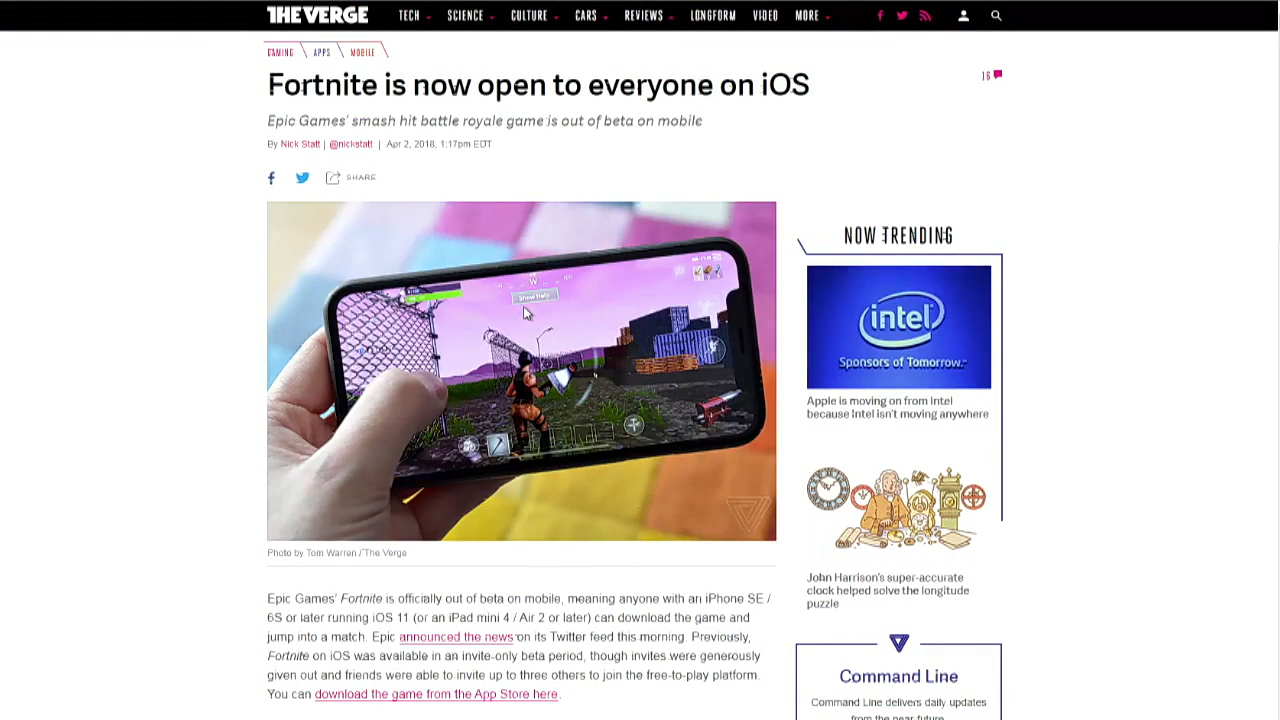 THE VERGE TECH SCIENCE CULTURE CARS REVIEWS LONGFORM VIDEO MORE
GAMING APPS MOBILE
Fortnite is now open to everyone on iOS
16
Epic Games' smash hit battle royale game is out of beta on mobile
By Nick Statt | @nickstatt | Apr 2, 2018, 1:17pm EDT
SHARE
W
Show Help
Photo by Tom Warren / The Verge
Epic Games' Fortnite is officially out of beta on mobile, meaning anyone with an iPhone SE /
6S or later running iOS 11 (or an iPad mini 4 / Air 2 or later) can download the game and
jump into a match. Epic announced the news on its Twitter feed this morning. Previously,
Fortnite on iOS was available in an invite-only beta period, though invites were generously
given out and friends were able to invite up to three others to join the free-to-play platform.
You can download the game from the App Store here.
NOW TRENDING
intel
Sponsors of Tomorrow.™
Apple is moving on from Intel
because Intel isn't moving anywhere
John Harrison's super-accurate
clock helped solve the longitude
puzzle
Command Line
Command Line delivers daily updates
from the near-future.